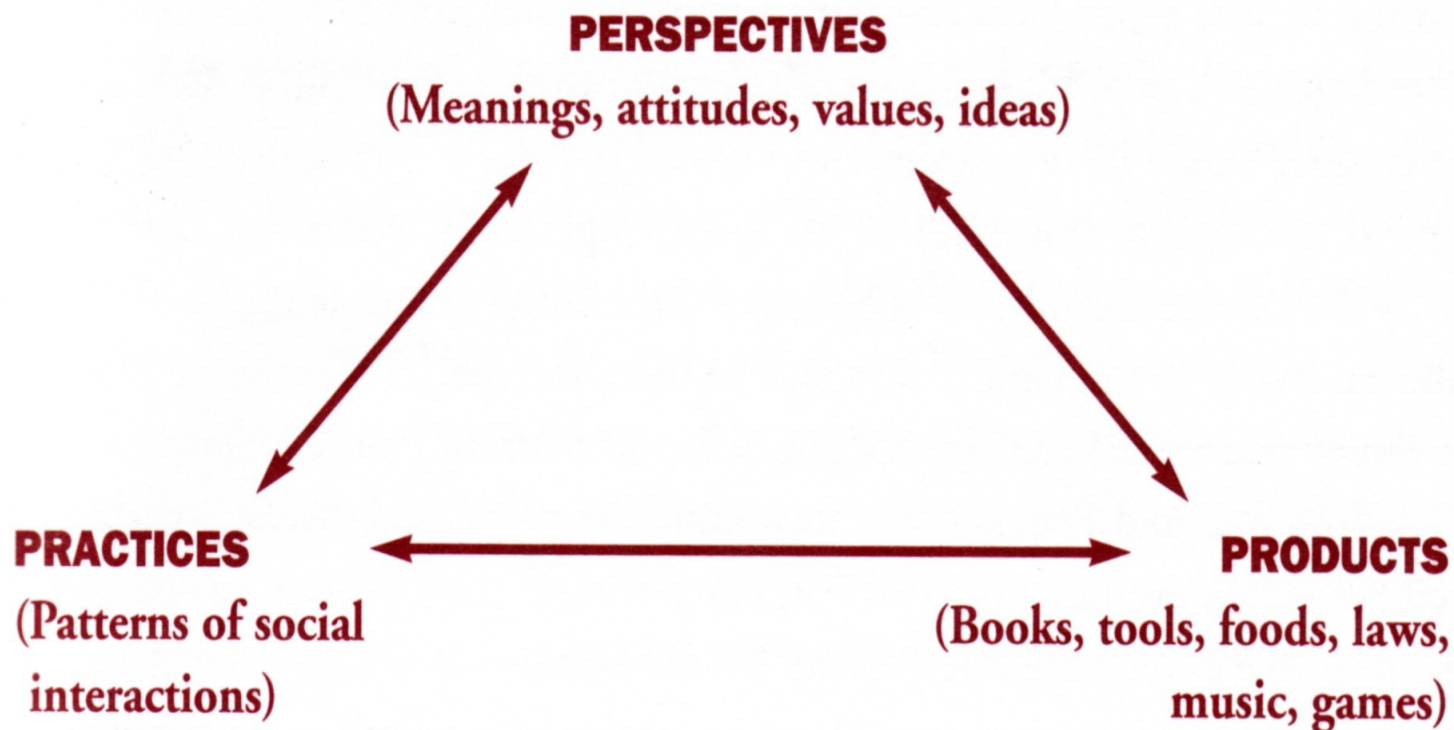 PERSPECTIVES
(Meanings, attitudes, values, ideas)
PRACTICES
(Patterns of social
interactions)
PRODUCTS
(Books, tools, foods, laws,
music, games)